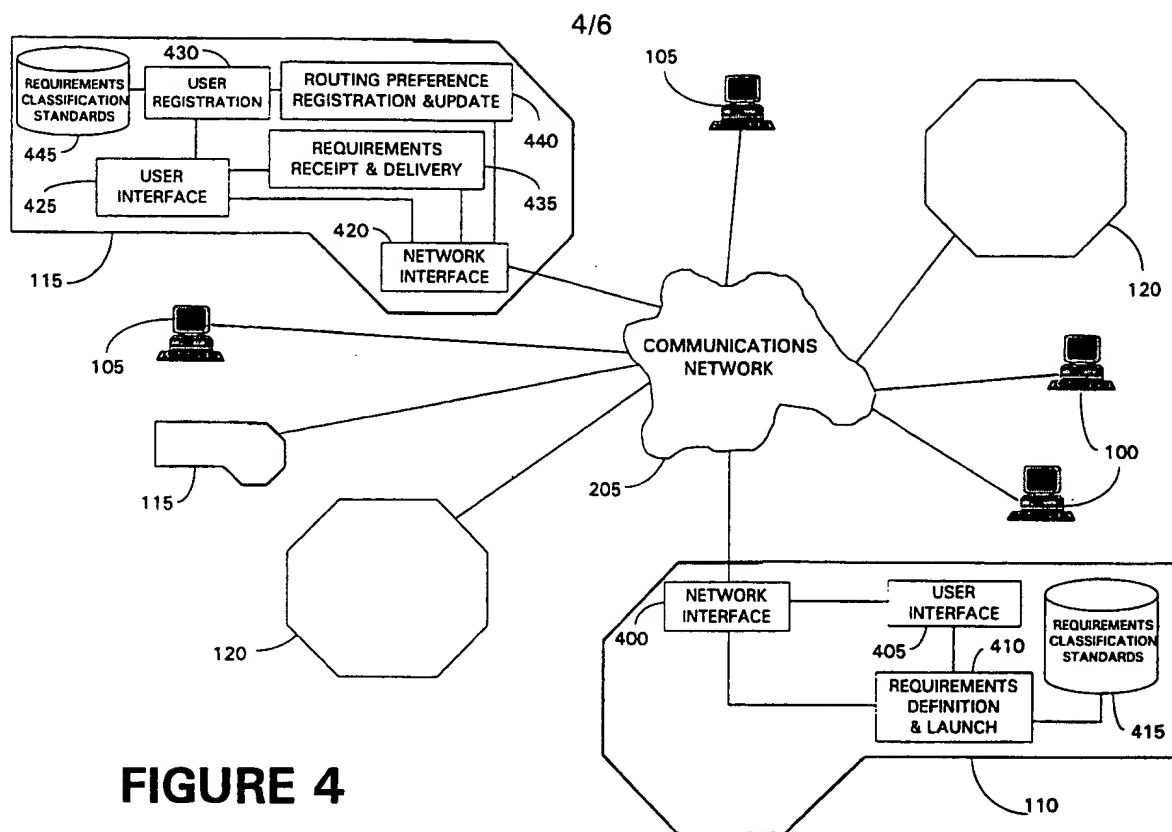 4/6
430
105
REQUIREMENTS
CLASSIFICATION
STANDARDS
USER
REGISTRATION
ROUTING PREFERENCE
REGISTRATION &UPDATE
445
440
REQUIREMENTS
RECEIPT & DELIVERY
425
USER
INTERFACE
435
420
NETWORK
INTERFACE
115
120
105
COMMUNICATIONS
NETWORK
100
115
205
NETWORK
INTERFACE
USER
INTERFACE
REQUIREMENTS
CLASSIFICATION
STANDARDS
400
405
410
120
REQUIREMENTS
DEFINITION
& LAUNCH
415
FIGURE 4
110